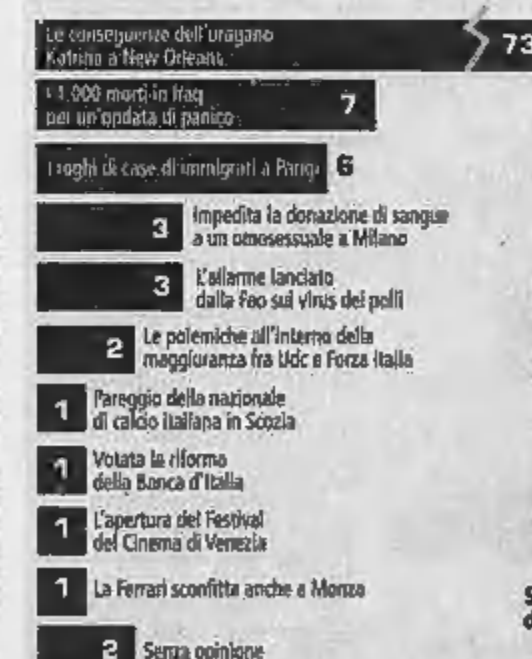 Le conseguenze dell'uragano
Katrina a New Orleans
73
1.000 morti in Iraq
per un'ondata di panico
7
roghi di case di immigrati a Parigi
6
3
Impedita la donazione di sangue
a un omosessuale a Milano
3
L'allarme lanciato
dalla Fao sul virus dei polli
2
Le polemiche all'interno della
maggioranza fra Udc e Forza Italia
1
Pareggio della nazionale
di calcio italiana in Scozia
1
Votata la riforma
della Banca d'Italia
1
L'apertura del Festival
del Cinema di Venezia
1
La Ferrari sconfitta anche a Monza
2
Senza opinione